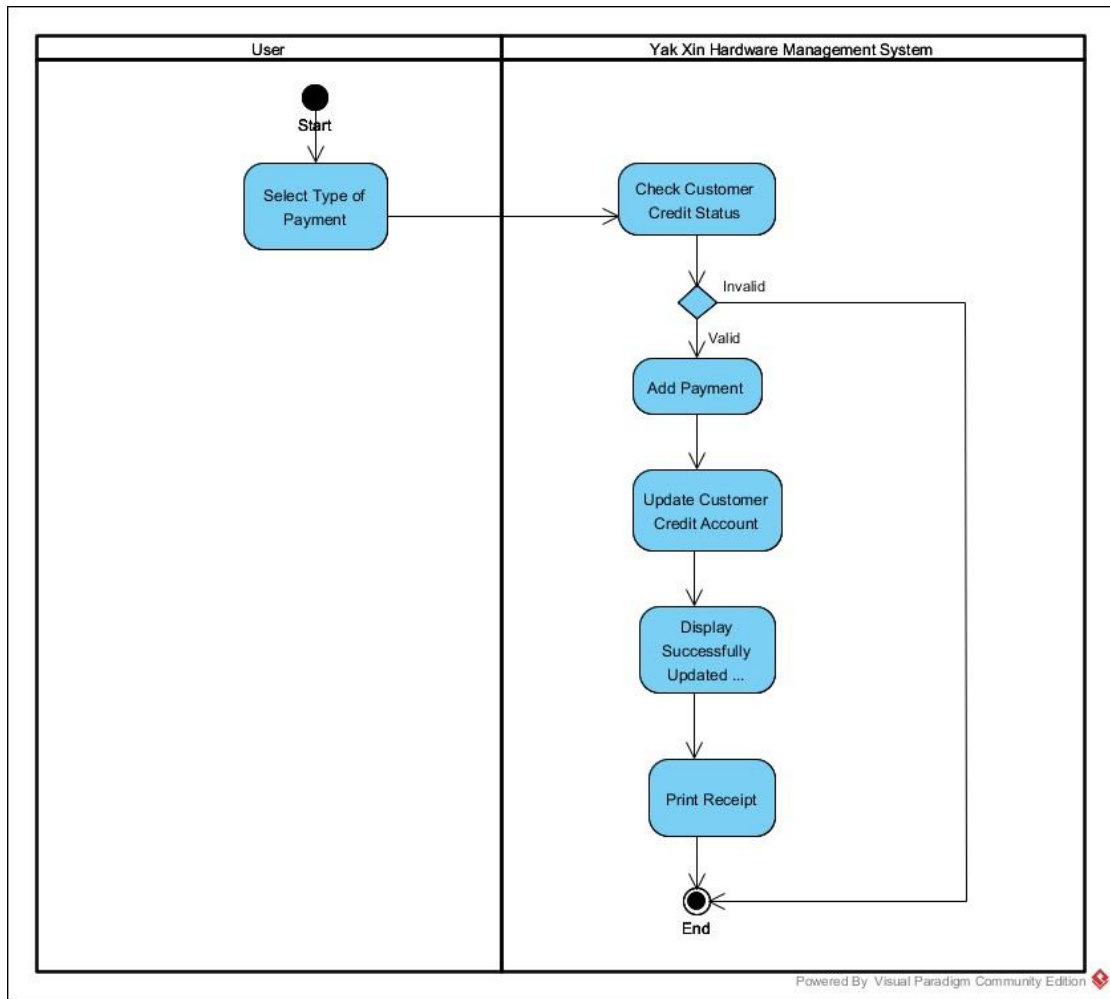 User
Yak Xin Hardware Management System
Start
Select Type of
Payment
Check Customer
Credit Status
Invalid
Valid
Add Payment
Update Customer
Credit Account
Display
Successfully
Updated ...
Print Receipt
End
Powered By Visual Paradigm Community Edition